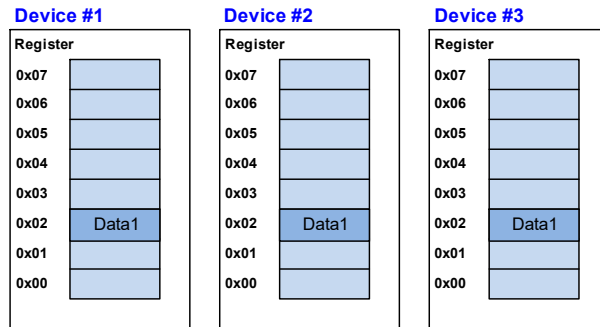 Device #1
Register
0x07
0x06
0x05
0x04
0x03
0x02 Data1
0x01
0x00
Device #2
Register
0x07
0x06
0x05
0x04
0x03
0x02 Data1
0x01
0x00
Device #3
Register
0x07
0x06
0x05
0x04
0x03
0x02 Data1
0x01
0x00